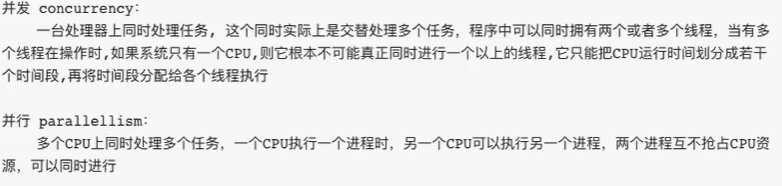 并发 concurrency：
一台处理器上同时处理任务, 这个同时实际上是交替处理多个任务，程序中可以同时拥有两个或者多个线程，当有多
个线程在操作时,如果系统只有一个CPU,则它根本不可能真正同时进行一个以上的线程,它只能把CPU运行时间划分成若干
个时间段,再将时间段分配给各个线程执行
并行 parallellism：
多个CPU上同时处理多个任务，一个CPU执行一个进程时，另一个CPU可以执行另一个进程，两个进程互不抢占CPU资
源，可以同时进行